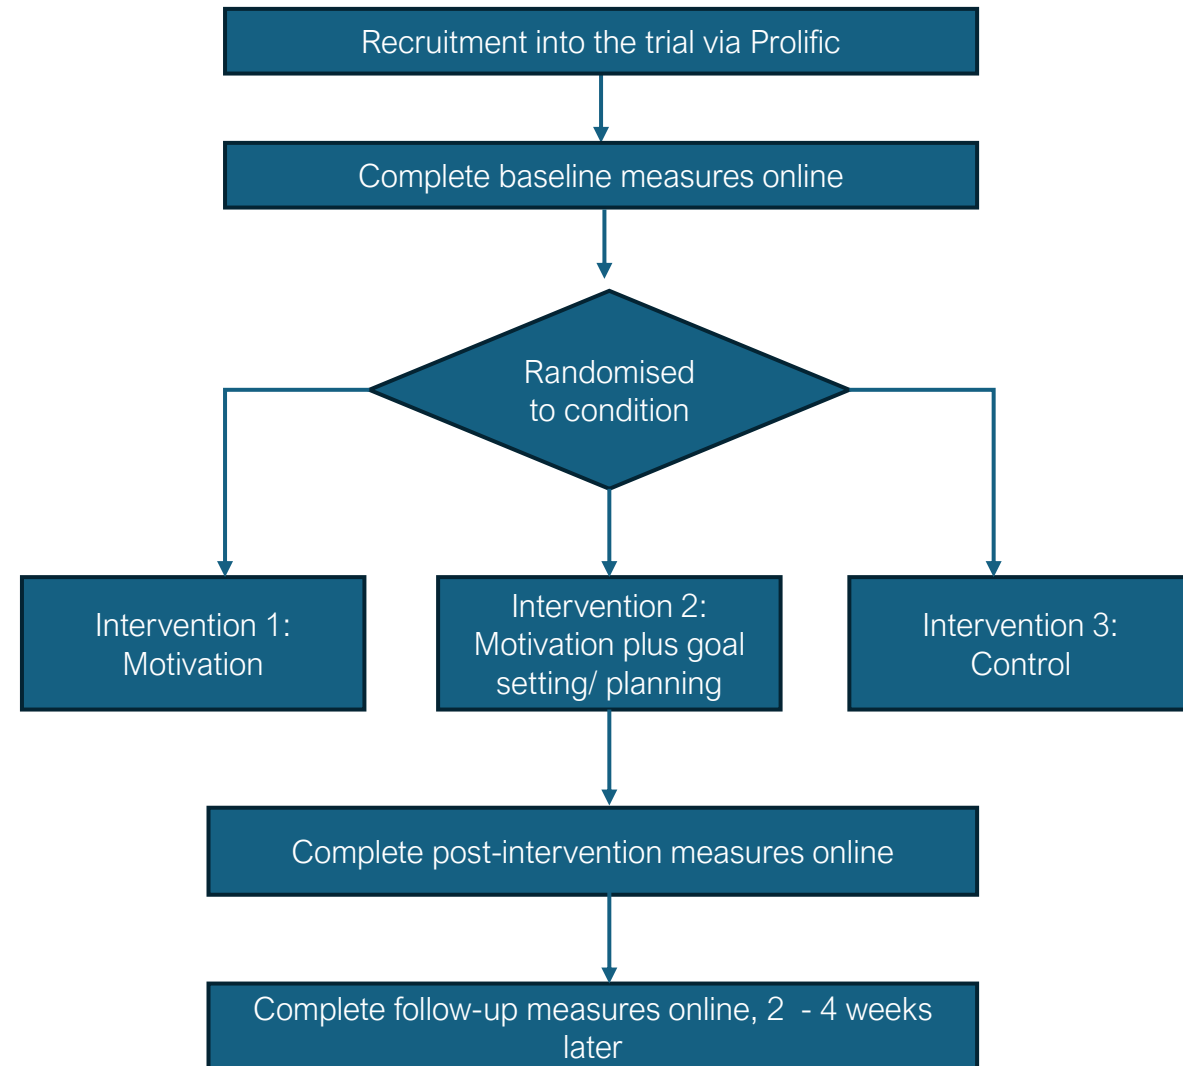 Recruitment into the trial via Prolific
Complete baseline measures online
Randomised
to condition
Intervention 1:
Motivation
Intervention 2:
Motivation plus goal
setting/ planning
Intervention 3:
Control
Complete post-intervention measures online
Complete follow-up measures online, 2  - 4 weeks
later